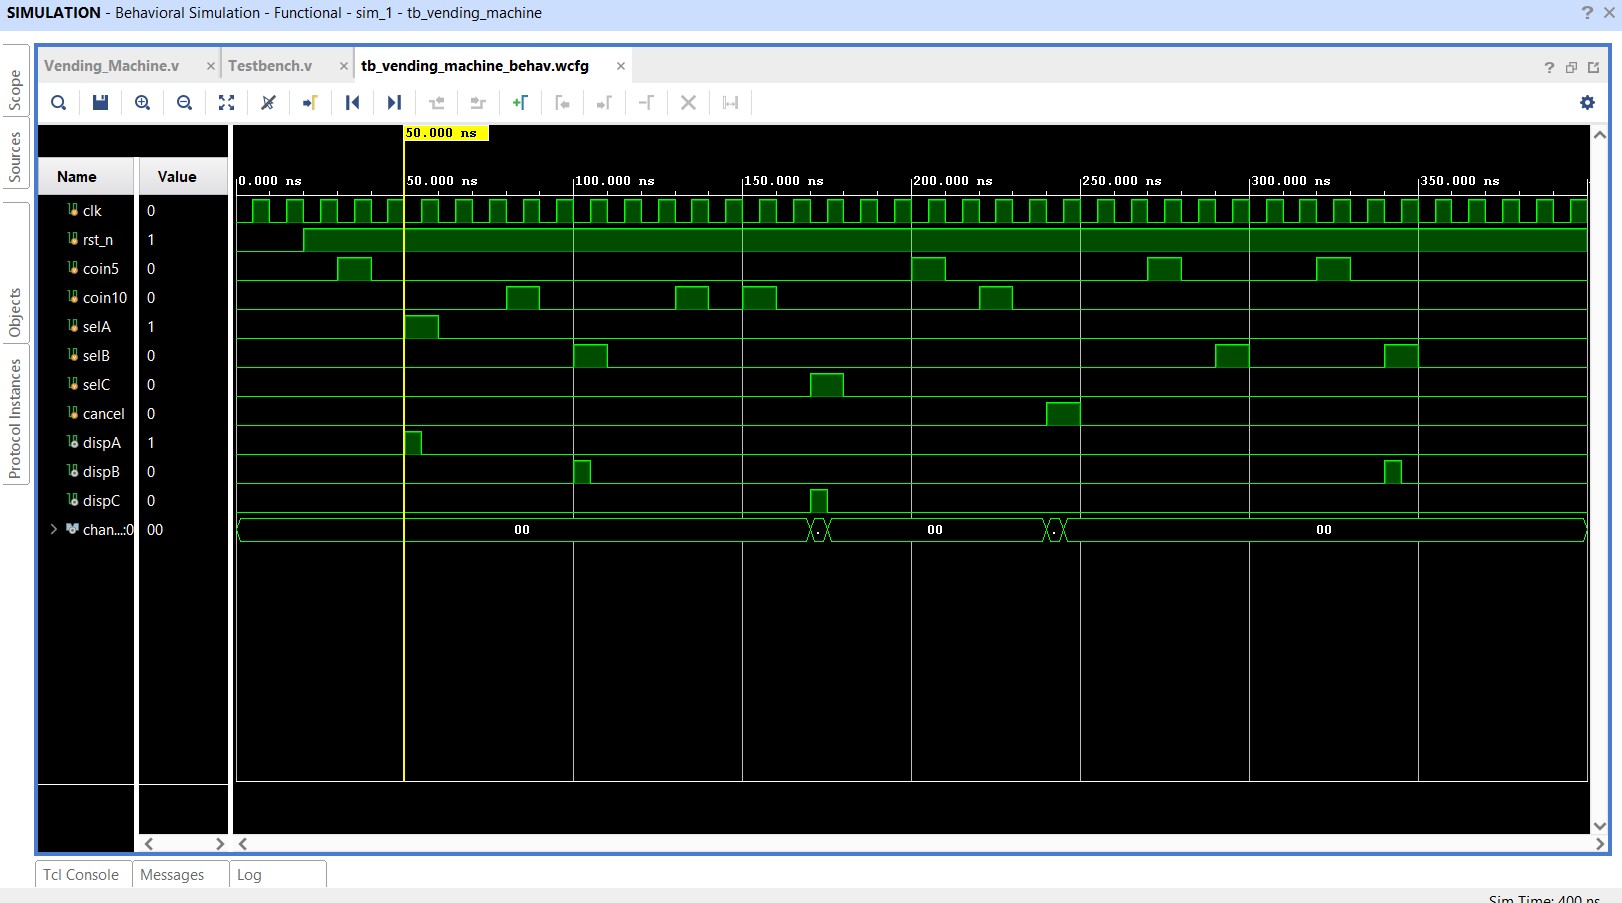 SIMULATION - Behavioral Simulation - Functional - sim_1 - tb_vending_machine
Scope
Sources
Objects
Protocol Instances
Vending_Machine.v
Testbench.v
tb_vending_machine_behav.wcfg
50.000 ns
Name Value
0.000 ns 50.000 ns 100.000 ns 150.000 ns 200.000 ns 250.000 ns 300.000 ns 350.000 ns
clk 0
rst_n 1
coin5 0
coin10 0
selA 1
selB 0
selC 0
cancel 0
dispA 1
dispB 0
dispC 0
chan...:0 00 00 . 00 . 00
Tcl Console Messages Log
Sim Time: 400 ns